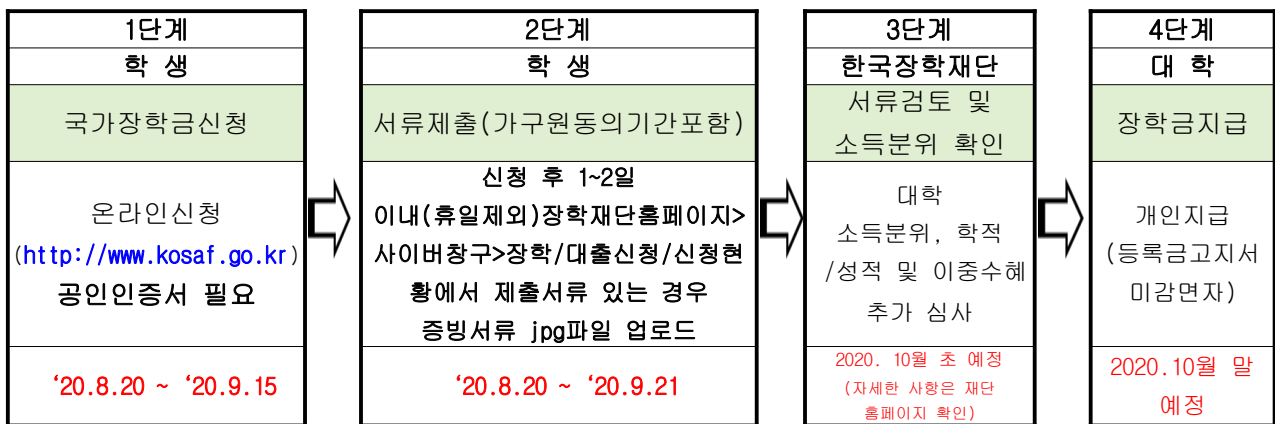 1단계
학 생
국가장학금신청
온라인신청
(http://www.kosaf.go.kr)
공인인증서 필요
‘20.8.20 ~ ‘20.9.15
2단계
학 생
서류제출(가구원동의기간포함)
신청 후 1~2일
이내(휴일제외)장학재단홈페이지>
사이버창구>장학/대출신청/신청현
황에서 제출서류 있는 경우
증빙서류 jpg파일 업로드
‘20.8.20 ~ ‘20.9.21
3단계
한국장학재단
서류검토 및
소득분위 확인
대학
소득분위, 학적
/성적 및 이중수혜
추가 심사
2020. 10월 초 예정
(자세한 사항은 재단
홈페이지 확인)
4단계
대 학
장학금지급
개인지급
(등록금고지서
미감면자)
2020.10월 말
예정